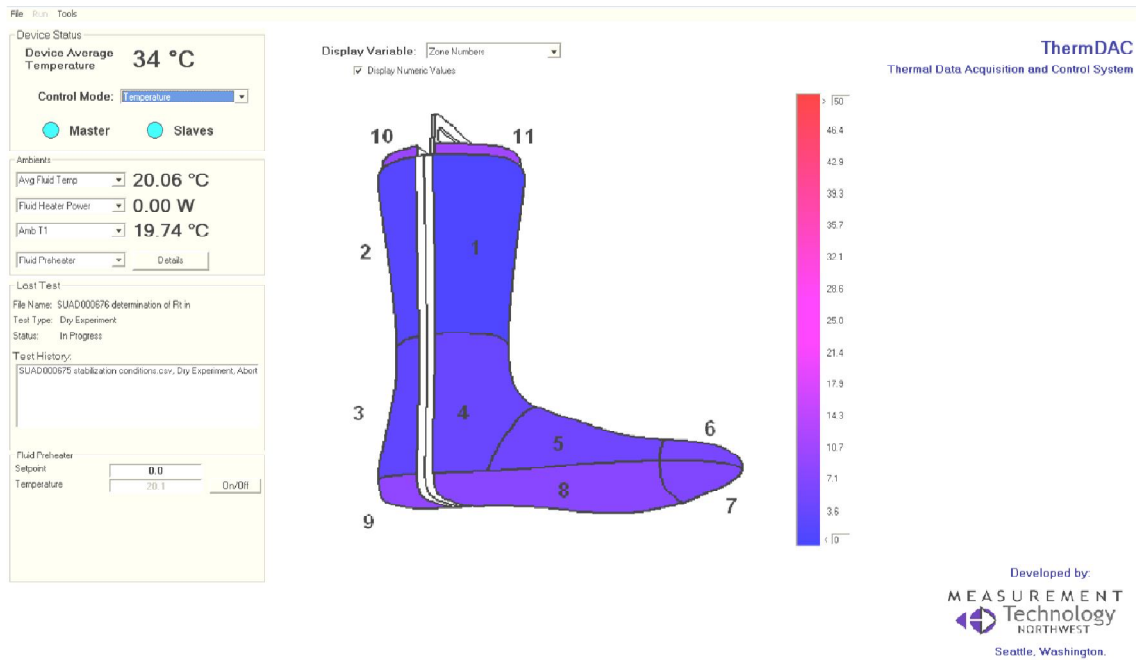 File Run Tools
Device Status
Device Average Temperature 34 °C
Control Mode: Temperature
Master Slaves
Ambients
Avg Fluid Temp 20.06 °C
Fluid Heater Power 0.00 W
Amb T1 19.74 °C
Fluid Preheater Details
Last Test
File Name: SUAD000676 determination of Rt in
Test Type: Dry Experiment
Status: In Progress
Test History:
SUAD000675 stabilization conditions.csv, Dry Experiment, Abort
Fluid Preheater
Setpoint 0.0
Temperature 20.1 On/Off
Display Variable: Zone Numbers
Display Numeric Values
10 11
2 1
3 4
5 6
8 7
9
> 50
46.4
42.9
39.3
35.7
32.1
28.6
25.0
21.4
17.9
14.3
10.7
7.1
3.6
< 0
ThermDAC
Thermal Data Acquisition and Control System
Developed by:
MEASUREMENT
Technology
NORTHWEST
Seattle, Washington.